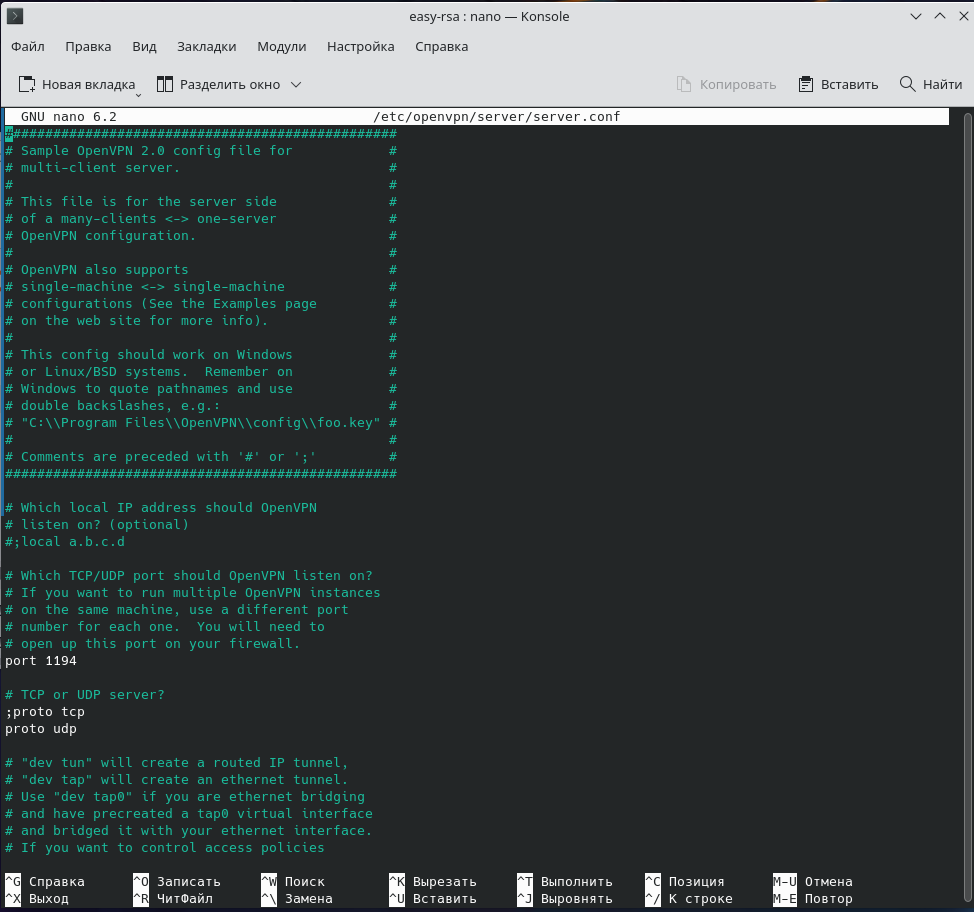 easy-rsa : nano — Konsole
Файл Правка Вид Закладки Модули Настройка Справка
Новая вкладка Разделить окно Копировать Вставить Найти
GNU nano 6.2 /etc/openvpn/server/server.conf
#################################################
# Sample OpenVPN 2.0 config file for            #
# multi-client server.                          #
#                                               #
# This file is for the server side              #
# of a many-clients <-> one-server              #
# OpenVPN configuration.                        #
#                                               #
# OpenVPN also supports                         #
# single-machine <-> single-machine             #
# configurations (See the Examples page         #
# on the web site for more info).               #
#                                               #
# This config should work on Windows            #
# or Linux/BSD systems.  Remember on            #
# Windows to quote pathnames and use            #
# double backslashes, e.g.:                     #
# "C:\\Program Files\\OpenVPN\\config\\foo.key" #
#                                               #
# Comments are preceded with '#' or ';'         #
#################################################
# Which local IP address should OpenVPN
# listen on? (optional)
#;local a.b.c.d
# Which TCP/UDP port should OpenVPN listen on?
# If you want to run multiple OpenVPN instances
# on the same machine, use a different port
# number for each one.  You will need to
# open up this port on your firewall.
port 1194
# TCP or UDP server?
;proto tcp
proto udp
# "dev tun" will create a routed IP tunnel,
# "dev tap" will create an ethernet tunnel.
# Use "dev tap0" if you are ethernet bridging
# and have precreated a tap0 virtual interface
# and bridged it with your ethernet interface.
# If you want to control access policies
^G Справка ^O Записать ^W Поиск ^K Вырезать ^T Выполнить ^C Позиция M-U Отмена
^X Выход ^R ЧитФайл ^\ Замена ^U Вставить ^J Выровнять ^/ К строке M-E Повтор